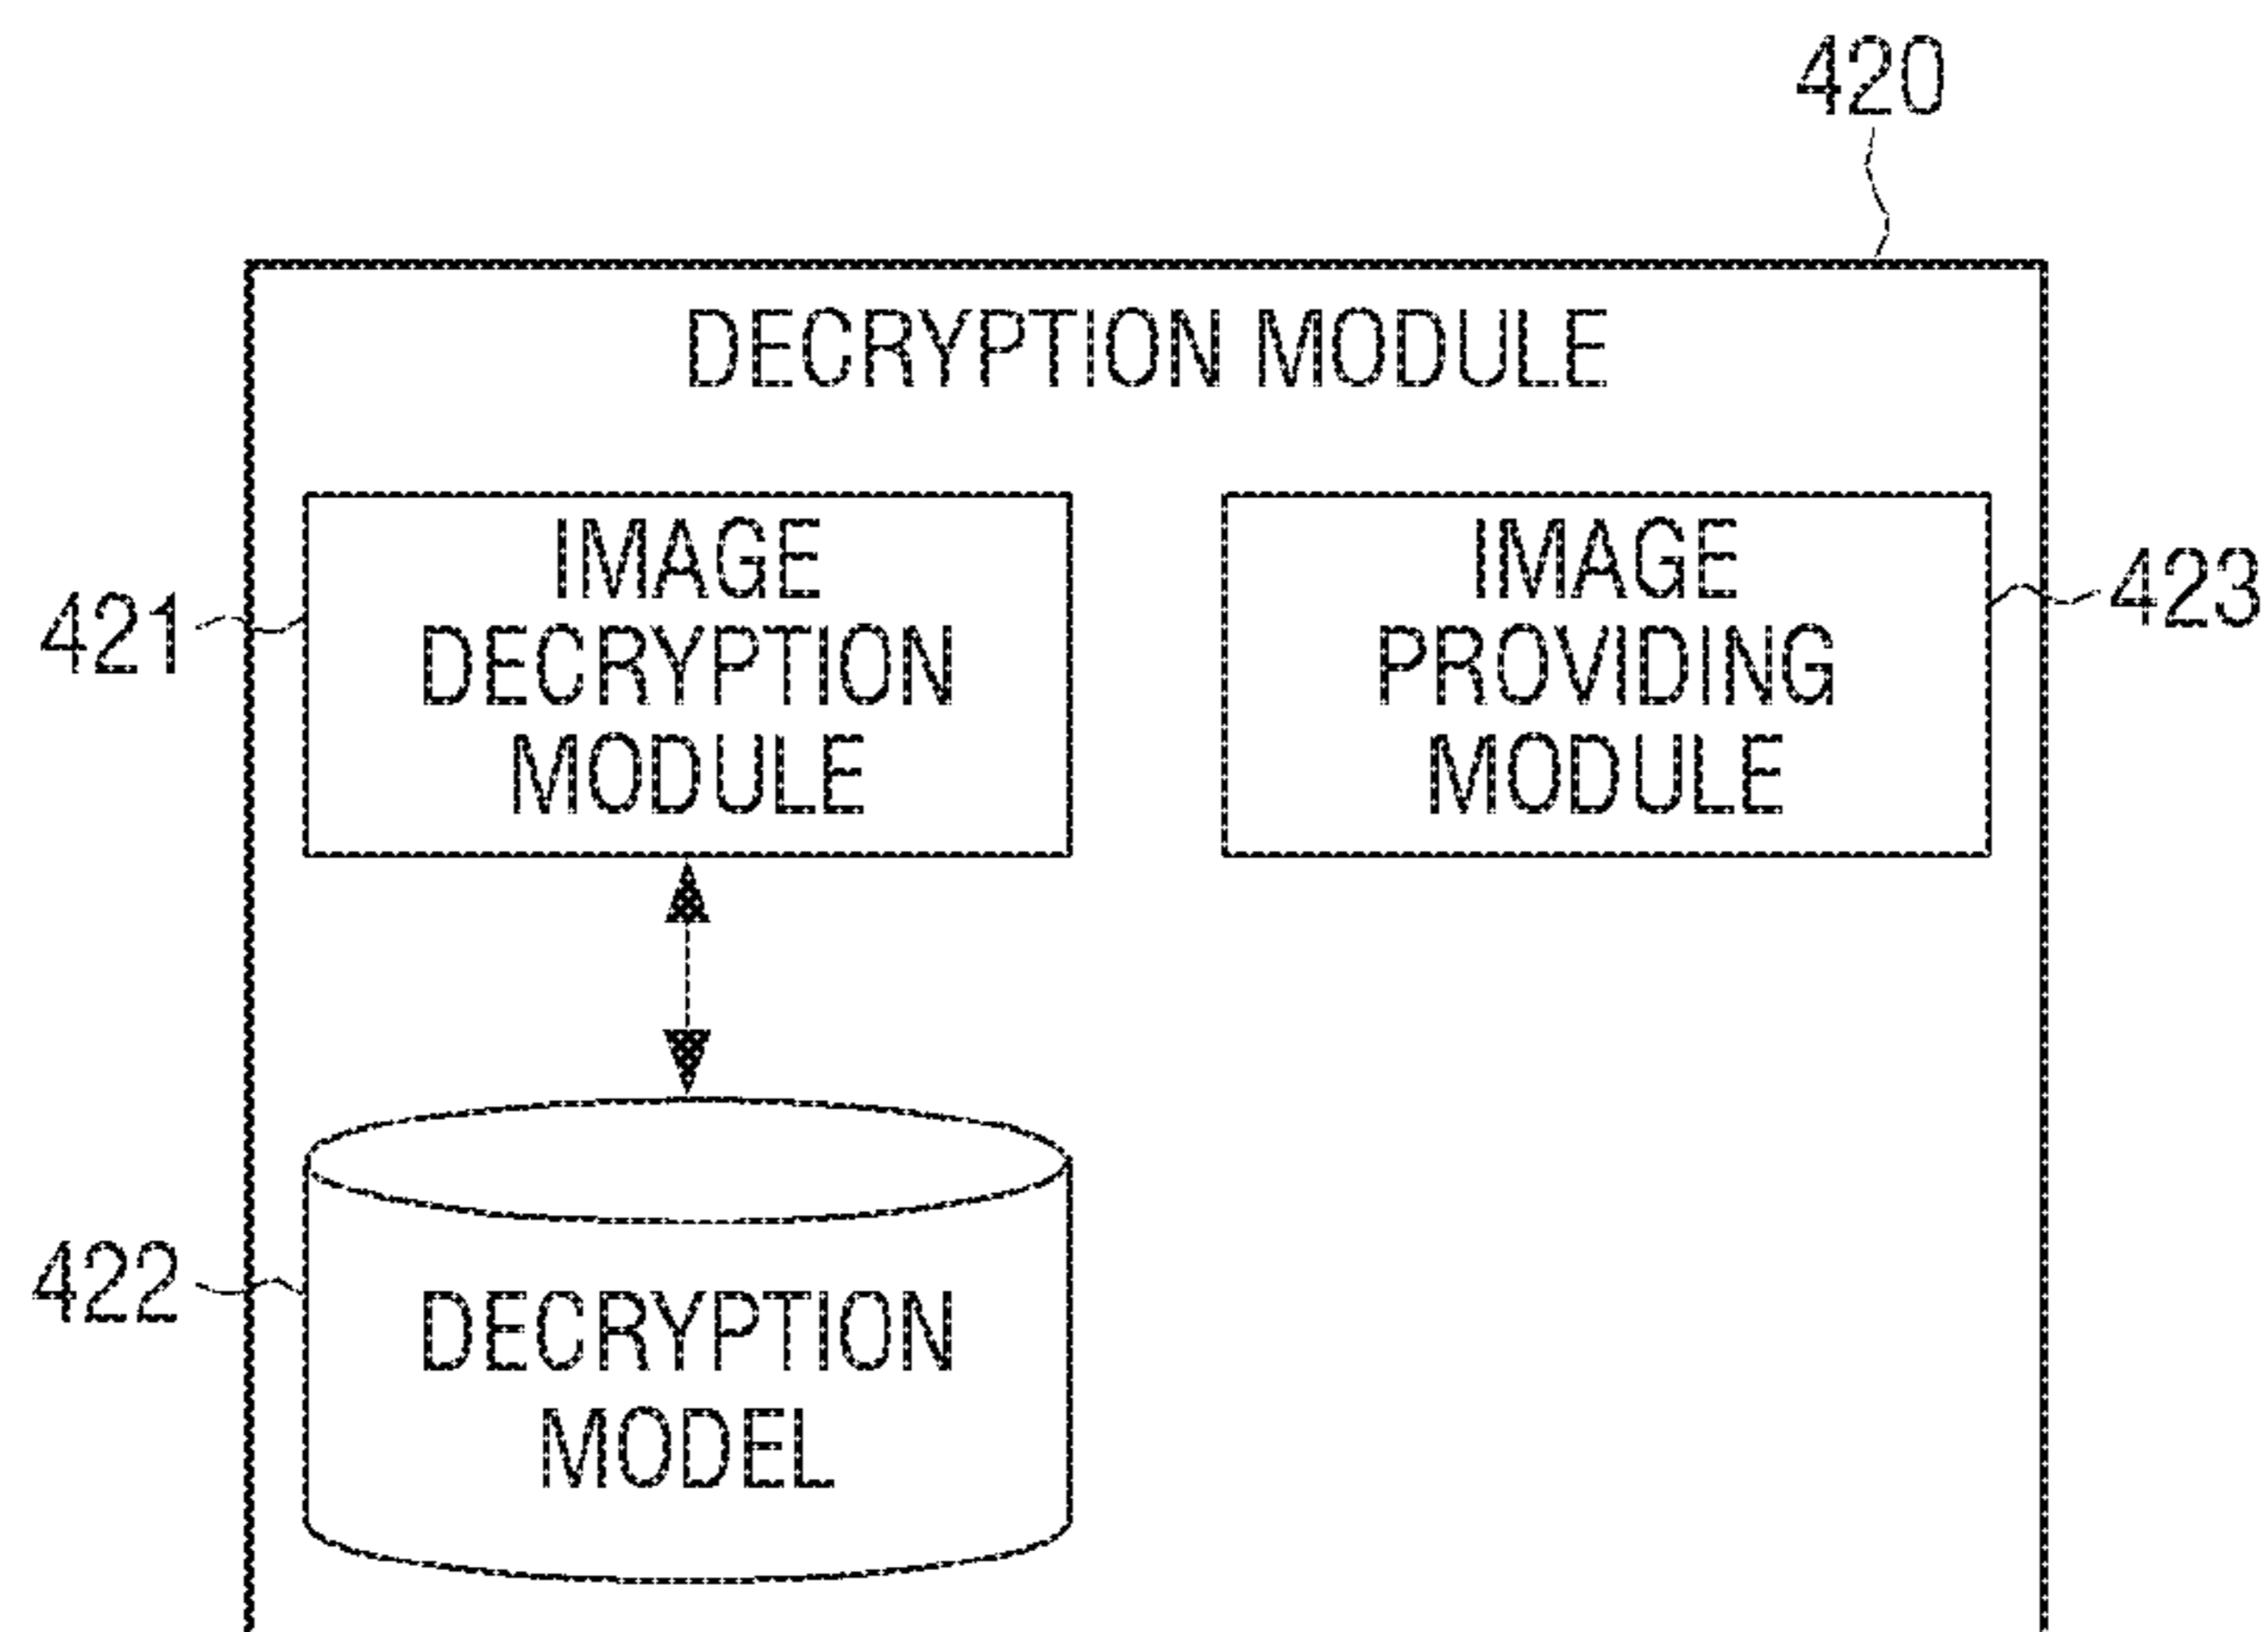 420
DECRYPTION MODULE
IMAGE
DECRYPTION
MODULE
421
IMAGE
PROVIDING
MODULE
423
422
DECRYPTION
MODEL